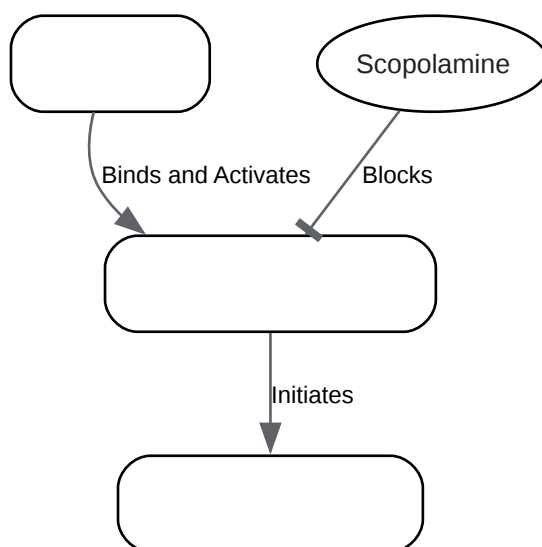 Scopolamine
Binds and Activates
Blocks
Initiates